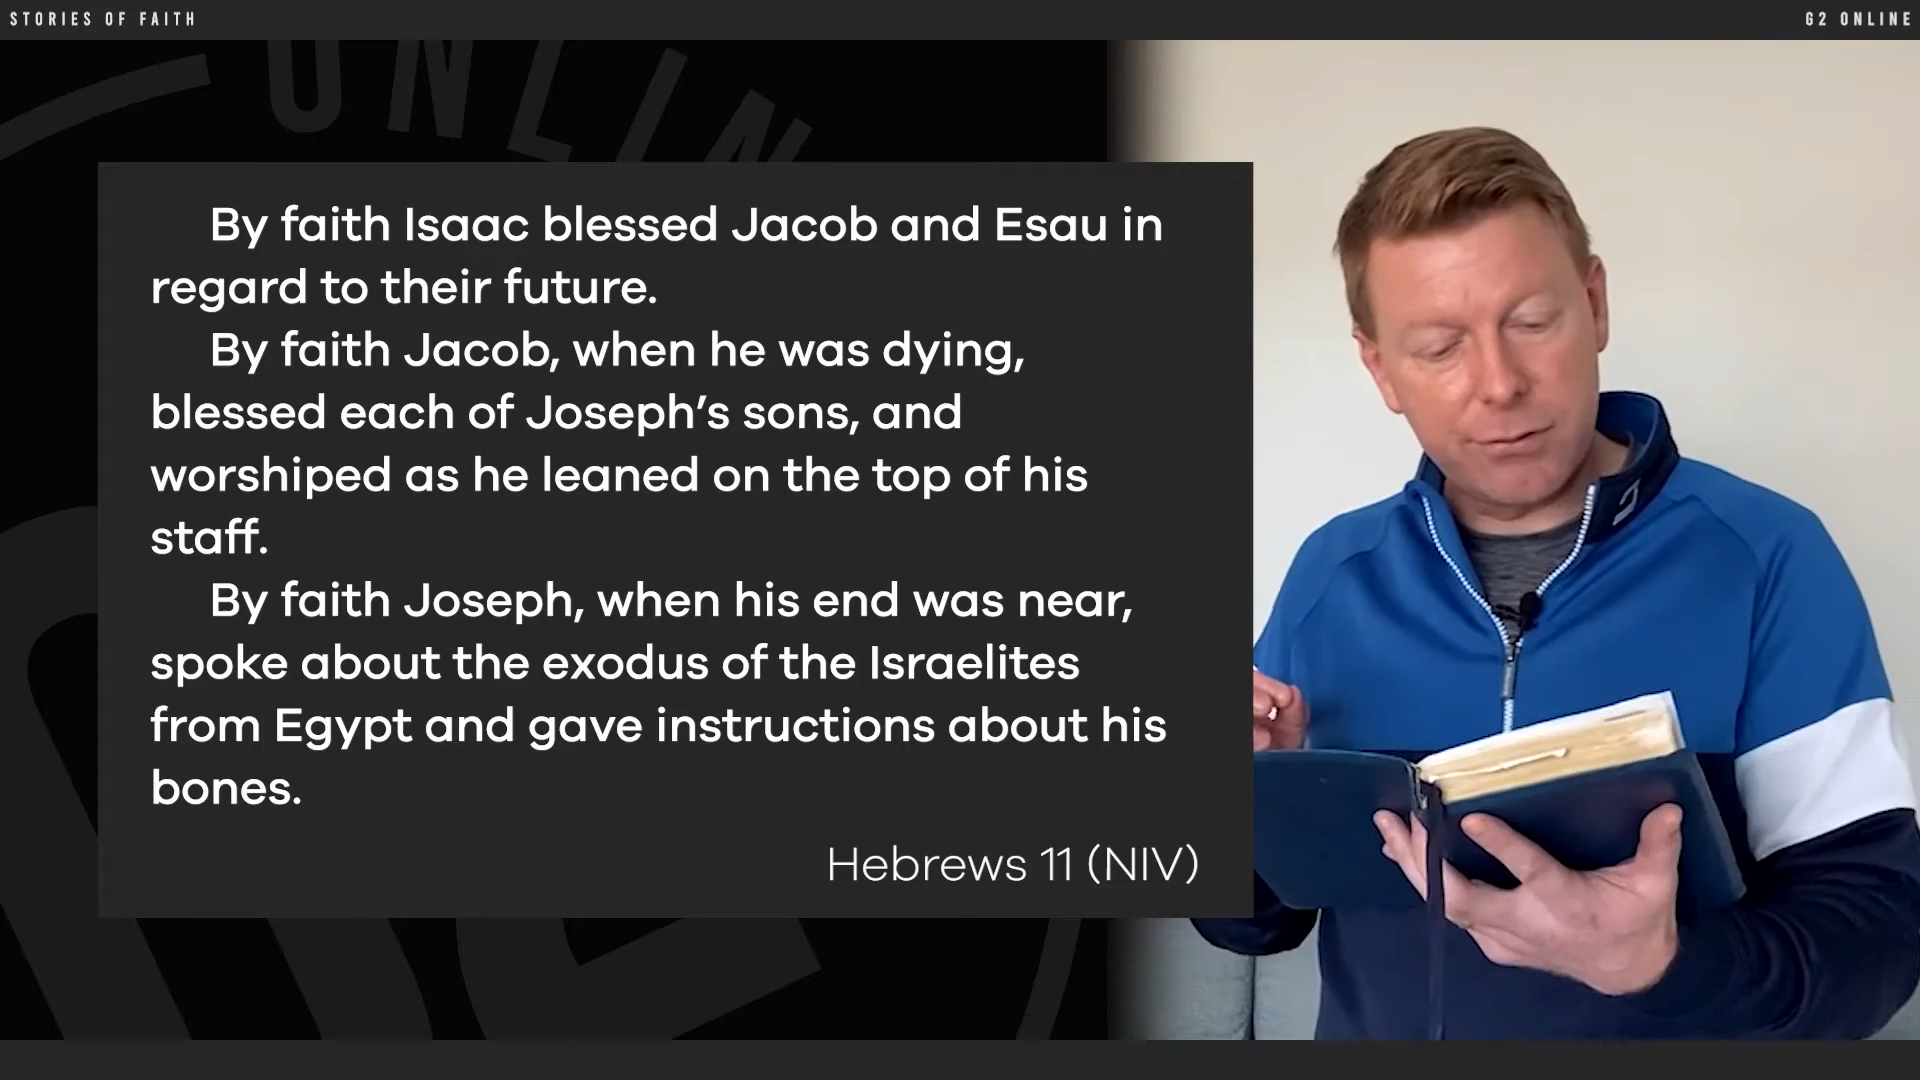 STORIES OF FAITH
G2 ONLINE
ONLIN
By faith Isaac blessed Jacob and Esau in
regard to their future.
By faith Jacob, when he was dying,
blessed each of Joseph’s sons, and
worshiped as he leaned on the top of his
staff.
By faith Joseph, when his end was near,
spoke about the exodus of the Israelites
from Egypt and gave instructions about his
bones.
Hebrews 11 (NIV)